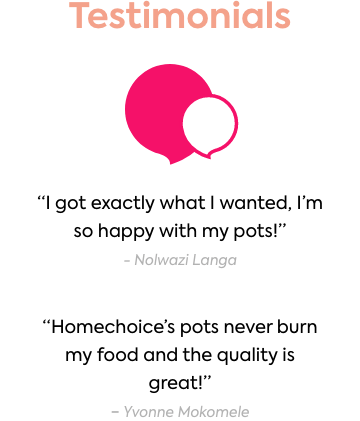 Testimonials
“I got exactly what I wanted, I’m
so happy with my pots!”
- Nolwazi Langa
“Homechoice’s pots never burn
my food and the quality is
great!”
– Yvonne Mokomele